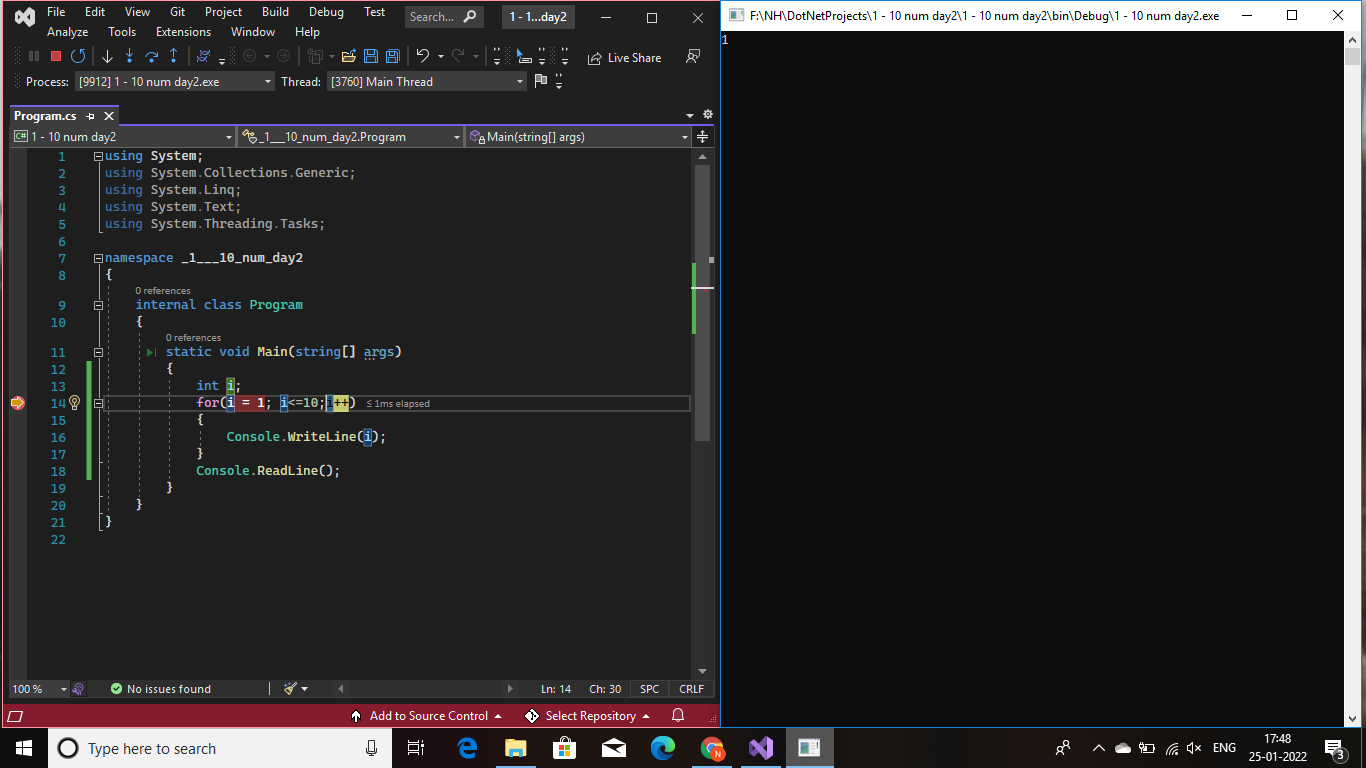 File Edit View Git Project Build Debug Test Search... 1 - 1...day2
Analyze Tools Extensions Window Help
Live Share
Process: [9912] 1 - 10 num day2.exe Thread: [3760] Main Thread
Program.cs
C# 1 - 10 num day2 _1___10_num_day2.Program Main(string[] args)
1 using System;
2 using System.Collections.Generic;
3 using System.Linq;
4 using System.Text;
5 using System.Threading.Tasks;
6
7 namespace _1___10_num_day2
8 {
0 references
9 internal class Program
10 {
0 references
11 static void Main(string[] args)
12 {
13 int i;
14 for(i = 1; i<=10;i++) ≤ 1ms elapsed
15 {
16 Console.WriteLine(i);
17 }
18 Console.ReadLine();
19 }
20 }
21 }
22
100 % No issues found Ln: 14 Ch: 30 SPC CRLF
Add to Source Control Select Repository
F:\NH\DotNetProjects\1 - 10 num day2\1 - 10 num day2\bin\Debug\1 - 10 num day2.exe
1
Type here to search
N
ENG
17:48
25-01-2022
3